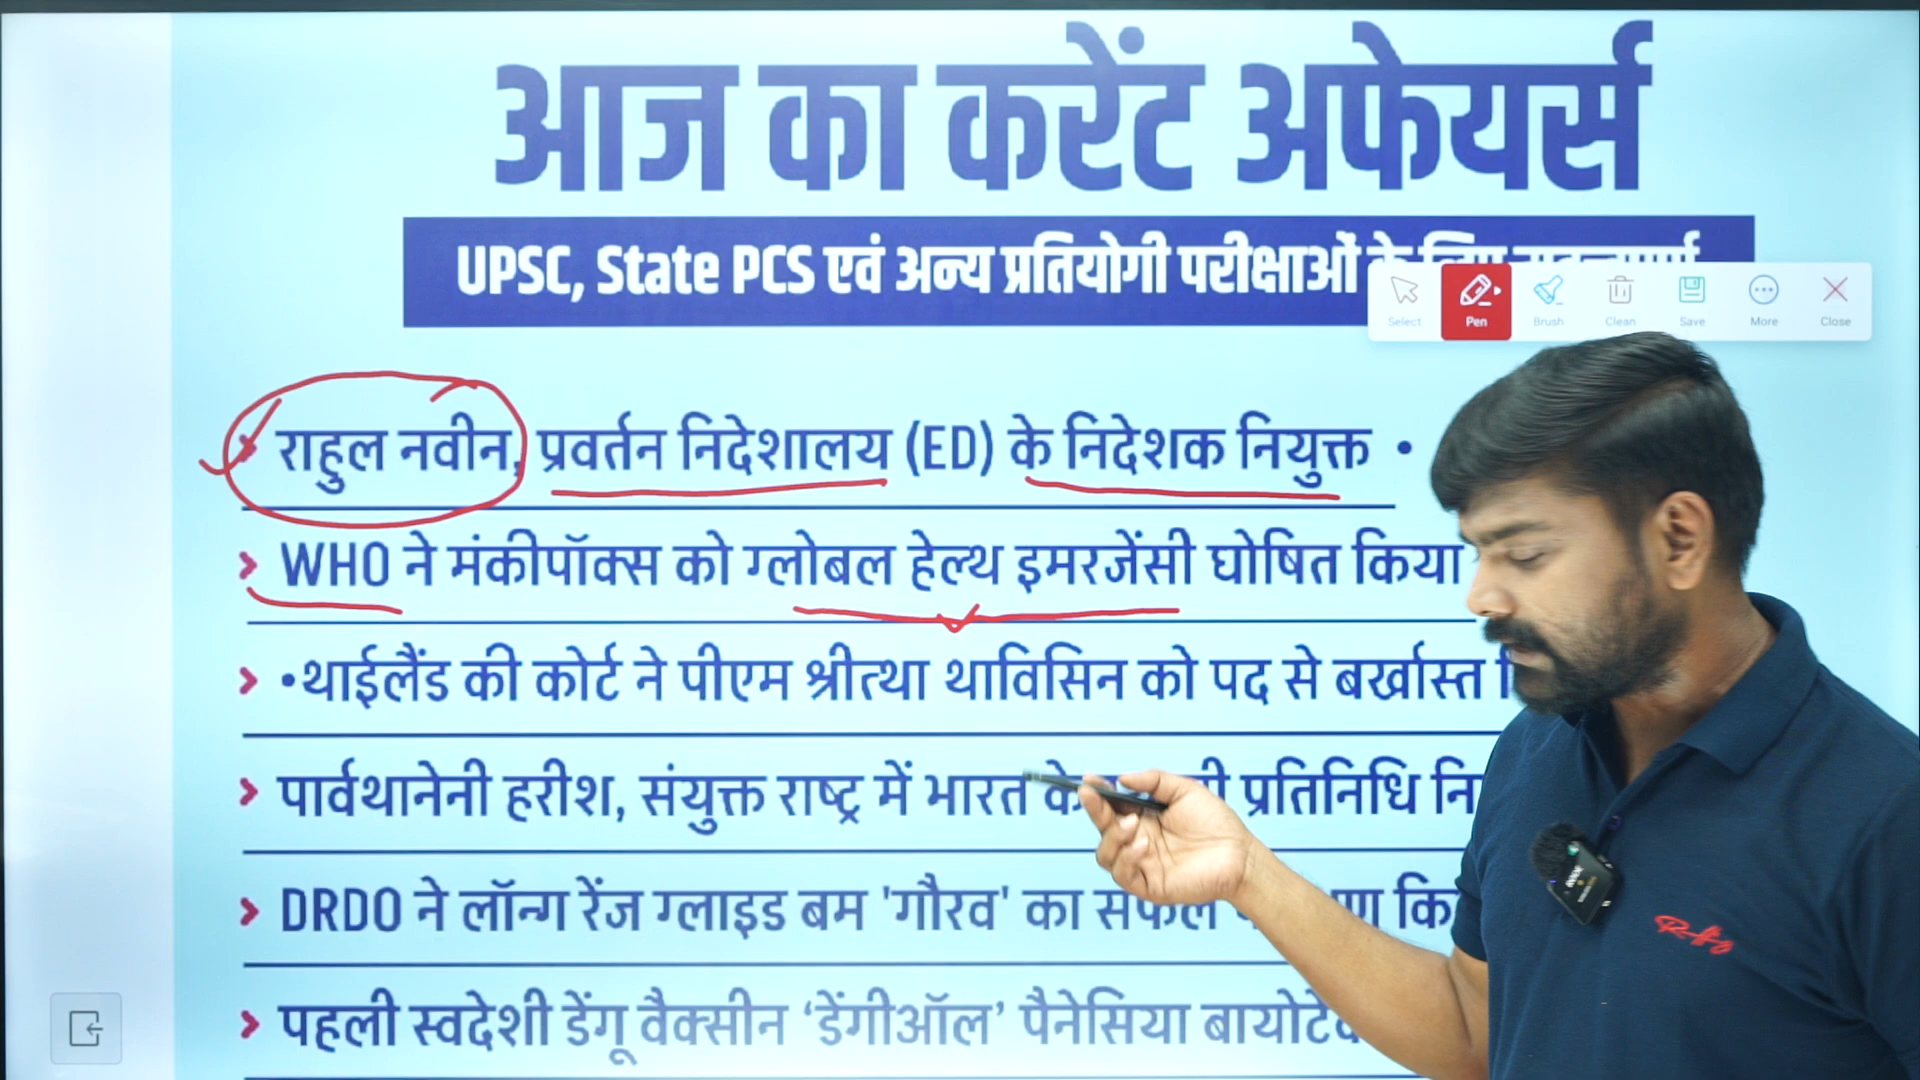 आज का करेंट अफेयर्स
UPSC, State PCS एवं अन्य प्रतियोगी परीक्षाओं के लिए महत्वपूर्ण
Select Pen Brush Clean Save More Close
राहुल नवीन, प्रवर्तन निदेशालय (ED) के निदेशक नियुक्त •
WHO ने मंकीपॉक्स को ग्लोबल हेल्थ इमरजेंसी घोषित किया
•थाईलैंड की कोर्ट ने पीएम श्रीत्था थाविसिन को पद से बर्खास्त
पार्वथानेनी हरीश, संयुक्त राष्ट्र में भारत के प्रतिनिधि
DRDO ने लॉन्ग रेंज ग्लाइड बम 'गौरव' का सफल
पहली स्वदेशी डेंगू वैक्सीन ‘डेंगीऑल’ पैनेसिया